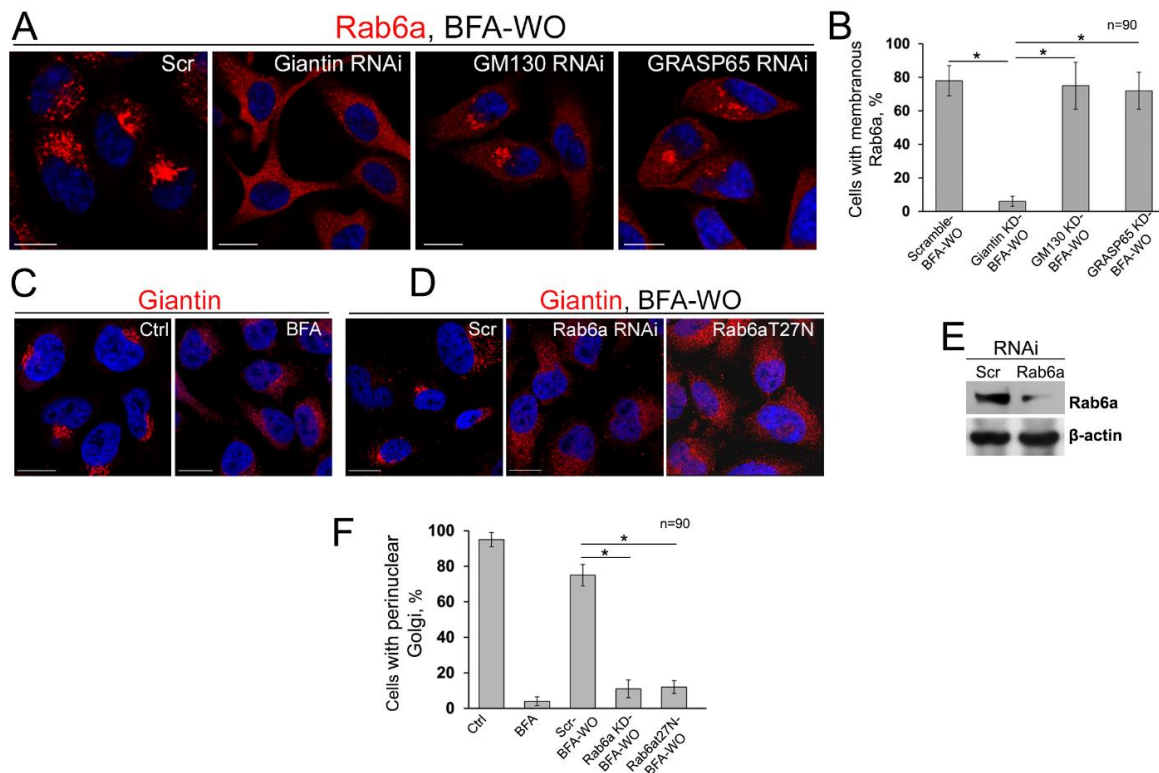 A
Rab6a, BFA-WO
Scr
Giantin RNAi
GM130 RNAi
GRASP65 RNAi
B
n=90
*
*
*
Cells with membranous
Rab6a, %
100
80
60
40
20
0
Scramble-
BFA-WO
Giantin KD-
BFA-WO
GM130 KD-
BFA-WO
GRASP65 KD-
BFA-WO
C
Giantin
Ctrl
BFA
D
Giantin, BFA-WO
Scr
Rab6a RNAi
Rab6aT27N
E
RNAi
Scr Rab6a
Rab6a
β-actin
F
n=90
*
*
Cells with perinuclear
Golgi, %
100
80
60
40
20
0
Ctrl
BFA
Scr-
BFA-WO
Rab6a KD-
BFA-WO
Rab6at27N-
BFA-WO